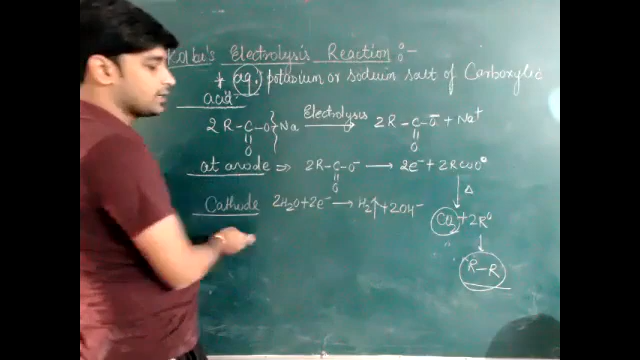 Kolbe's Electrolysis Reaction :-
* (aq.) potassium or sodium salt of Carboxylic
acid
2R-C-O-}Na Electrolysis → 2R-C-O⁻ + Na⁺
‖ O ‖ O
at anode ⇒ 2R-C-O⁻ → 2e⁻ + 2RCOO°
‖ O ↓ Δ
Cathode 2H₂O+2e⁻ → H₂↑+2OH⁻ CO₂ + 2R°
↓
R-R